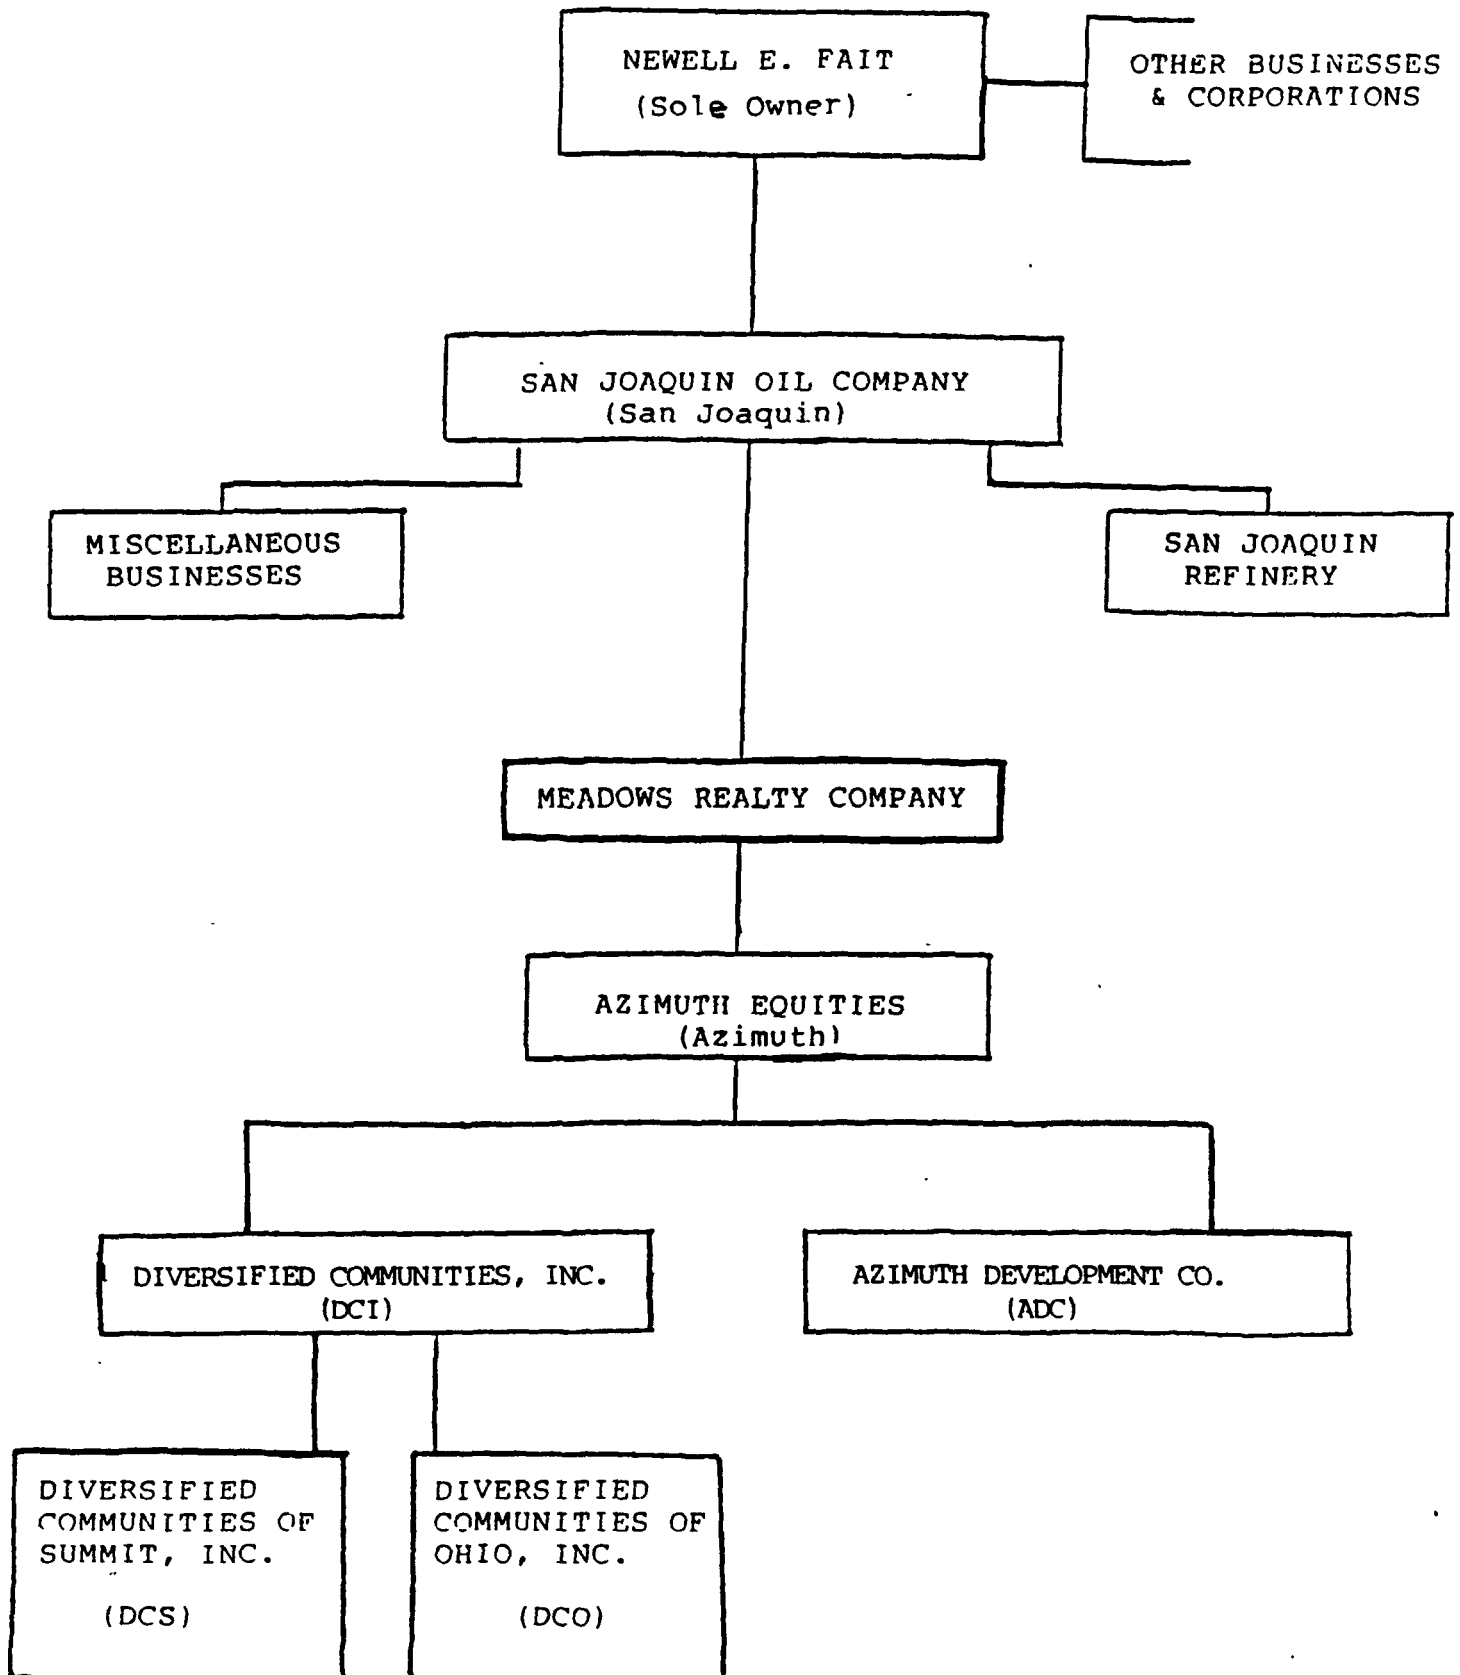 NEWELL E. FAIT
(Sole Owner)
OTHER BUSINESSES
& CORPORATIONS
SAN JOAQUIN OIL COMPANY
(San Joaquin)
MISCELLANEOUS
BUSINESSES
SAN JOAQUIN
REFINERY
MEADOWS REALTY COMPANY
AZIMUTH EQUITIES
(Azimuth)
DIVERSIFIED COMMUNITIES, INC.
(DCI)
AZIMUTH DEVELOPMENT CO.
(ADC)
DIVERSIFIED
COMMUNITIES OF
SUMMIT, INC.
(DCS)
DIVERSIFIED
COMMUNITIES OF
OHIO, INC.
(DCO)